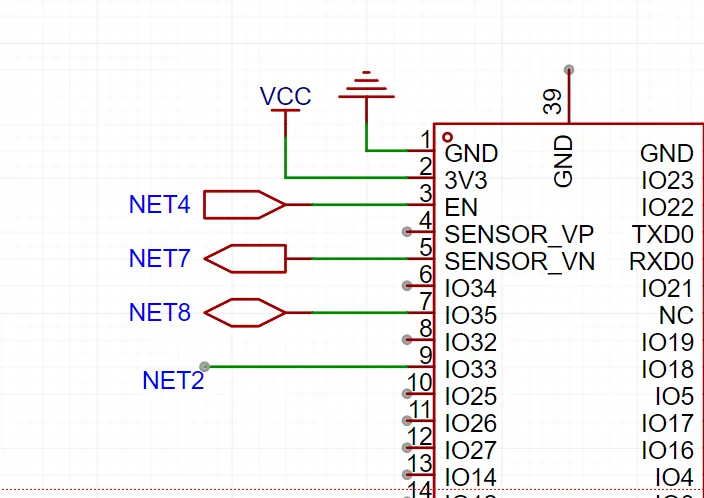 VCC
39
1 GND GND GND
2 3V3 IO23
NET4 3 EN IO22
4 SENSOR_VP TXD0
NET7 5 SENSOR_VN RXD0
6 IO34 IO21
NET8 7 IO35 NC
8 IO32 IO19
9 IO33 IO18
NET2 10 IO25 IO5
11 IO26 IO17
12 IO27 IO16
13 IO14 IO4
14